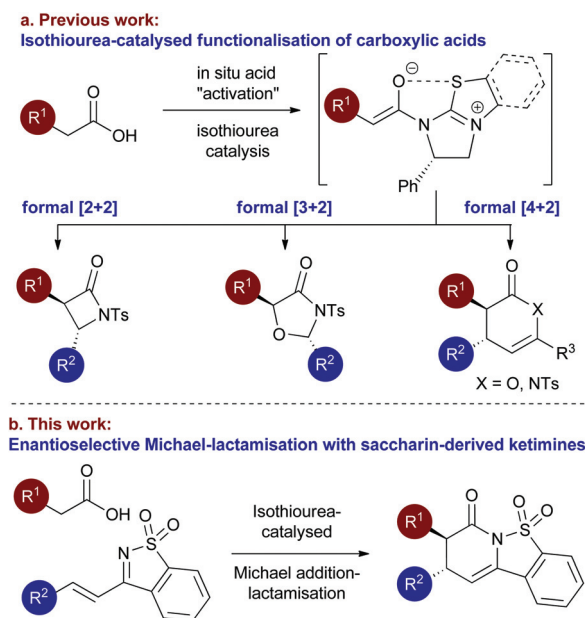 a. Previous work:
Isothiourea-catalysed functionalisation of carboxylic acids
R1
O
OH
in situ acid
"activation"
isothiourea
catalysis
R1
O
⊖
S
N
N
⊕
Ph
formal [2+2]
formal [3+2]
formal [4+2]
R1
O
NTs
R2
R1
O
NTs
O
R2
R1
O
X
R2
R3
X = O, NTs
b. This work:
Enantioselective Michael-lactamisation with saccharin-derived ketimines
R1
O
OH
O
O
S
N
R2
Isothiourea-
catalysed
Michael addition-
lactamisation
R1
O
O
O
N
S
R2